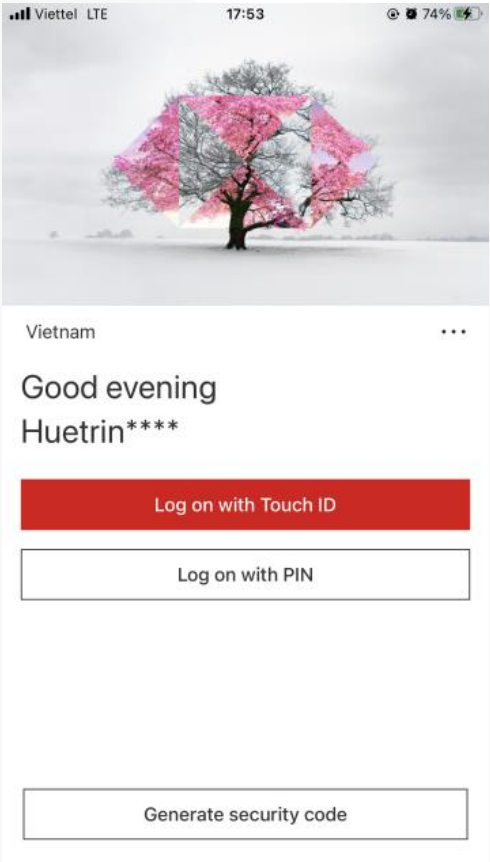 Viettel LTE 17:53 74%
Vietnam
Good evening
Huetrin****
Log on with Touch ID
Log on with PIN
Generate security code